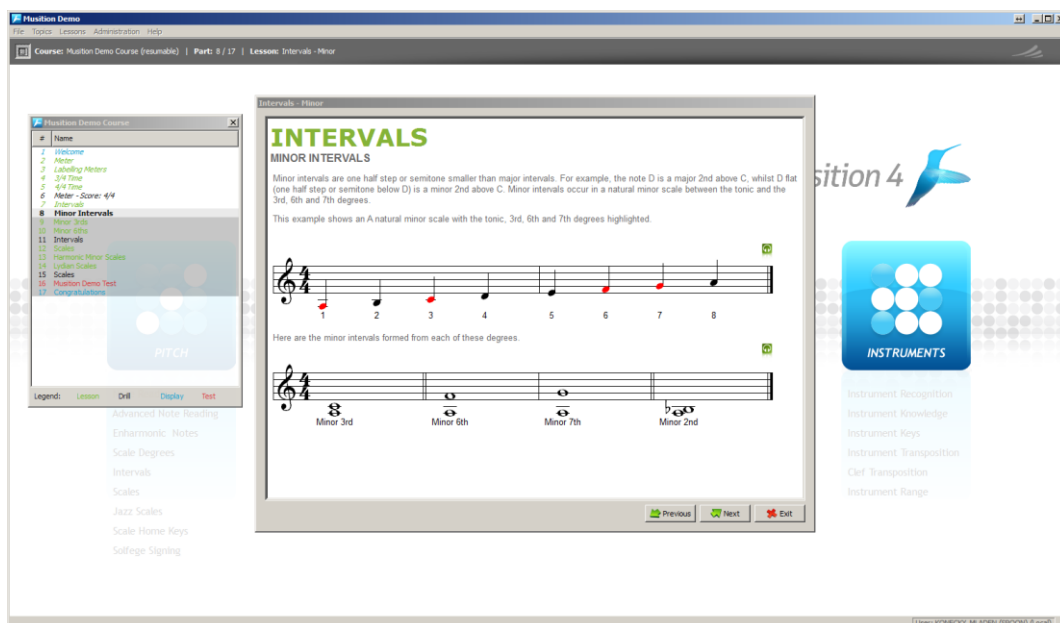 Musition Demo
File Topics Lessons Administration Help
Course: Musition Demo Course (resumable) | Part: 8 / 17 | Lesson: Intervals - Minor
Musition Demo Course
# Name
1 Welcome
2 Meter
3 Labelling Meters
4 3/4 Time
5 4/4 Time
6 Meter - Score: 4/4
7 Intervals
8 Minor Intervals
9 Minor 3rds
10 Minor 6ths
11 Intervals
12 Scales
13 Harmonic Minor Scales
14 Lydian Scales
15 Scales
16 Musition Demo Test
17 Congratulations
Legend: Lesson Drill Display Test
PITCH
Advanced Note Reading
Enharmonic Notes
Scale Degrees
Intervals
Scales
Jazz Scales
Scale Home Keys
Solfege Signing
Intervals - Minor
INTERVALS
MINOR INTERVALS
Minor intervals are one half step or semitone smaller than major intervals. For example, the note D is a major 2nd above C, whilst D flat
(one half step or semitone below D) is a minor 2nd above C. Minor intervals occur in a natural minor scale between the tonic and the
3rd, 6th and 7th degrees.
This example shows an A natural minor scale with the tonic, 3rd, 6th and 7th degrees highlighted.
4
4
1 2 3 4 5 6 7 8
Here are the minor intervals formed from each of these degrees.
4
4
Minor 3rd Minor 6th Minor 7th Minor 2nd
Previous Next Exit
sition 4
INSTRUMENTS
Instrument Recognition
Instrument Knowledge
Instrument Keys
Instrument Transposition
Clef Transposition
Instrument Range